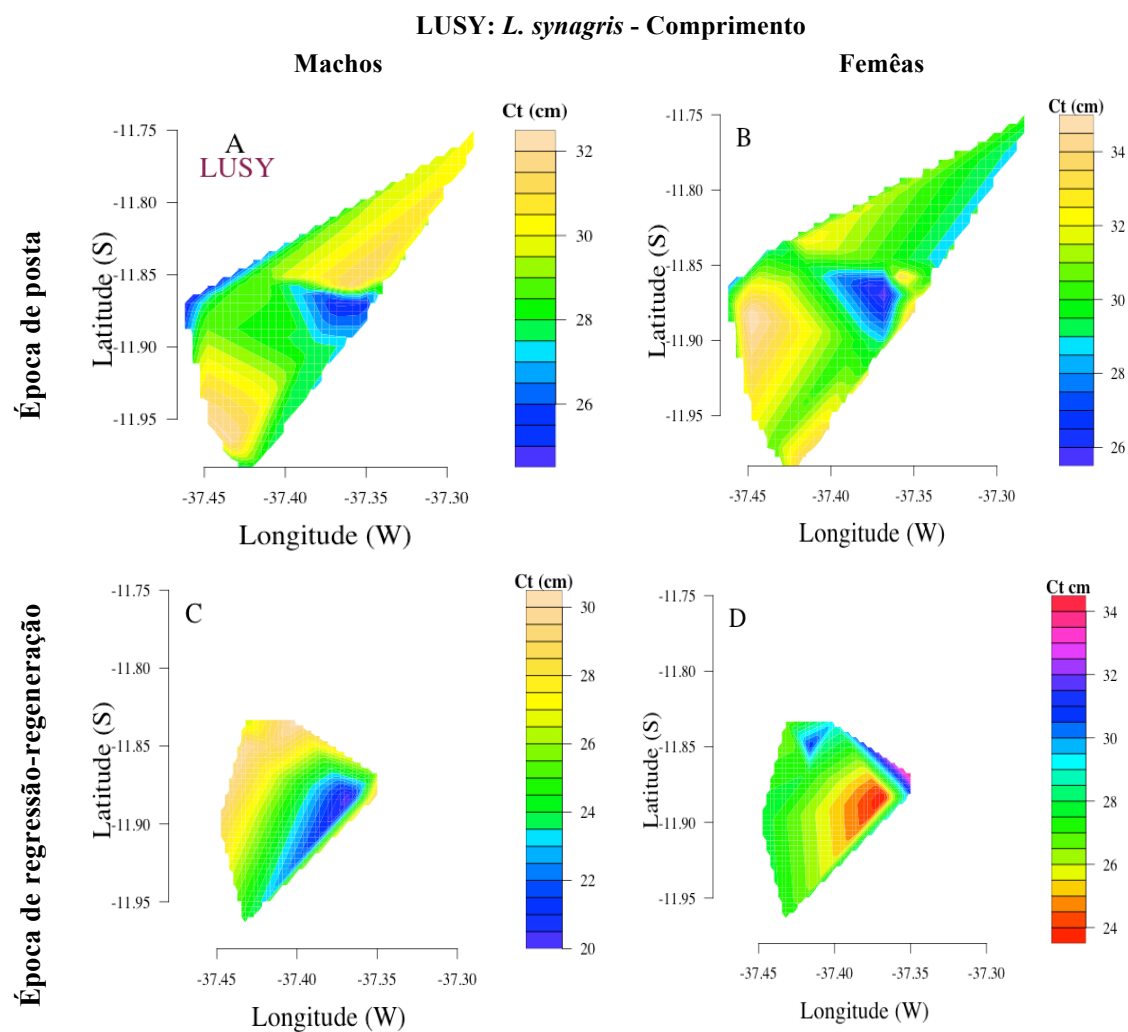 LUSY: L. synagris - Comprimento
Machos
Femêas
Época de posta
Ct (cm)
A
LUSY
-11.75
-11.80
-11.85
-11.90
-11.95
Latitude (S)
-37.45 -37.40 -37.35 -37.30
Longitude (W)
32
30
28
26
Ct (cm)
B
-11.75
-11.80
-11.85
-11.90
-11.95
Latitude (S)
-37.45 -37.40 -37.35 -37.30
Longitude (W)
34
32
30
28
26
Época de regressão-regeneração
Ct (cm)
C
-11.75
-11.80
-11.85
-11.90
-11.95
Latitude (S)
-37.45 -37.40 -37.35 -37.30
Longitude (W)
30
28
26
24
22
20
Ct cm
D
-11.75
-11.80
-11.85
-11.90
-11.95
Latitude (S)
-37.45 -37.40 -37.35 -37.30
Longitude (W)
34
32
30
28
26
24